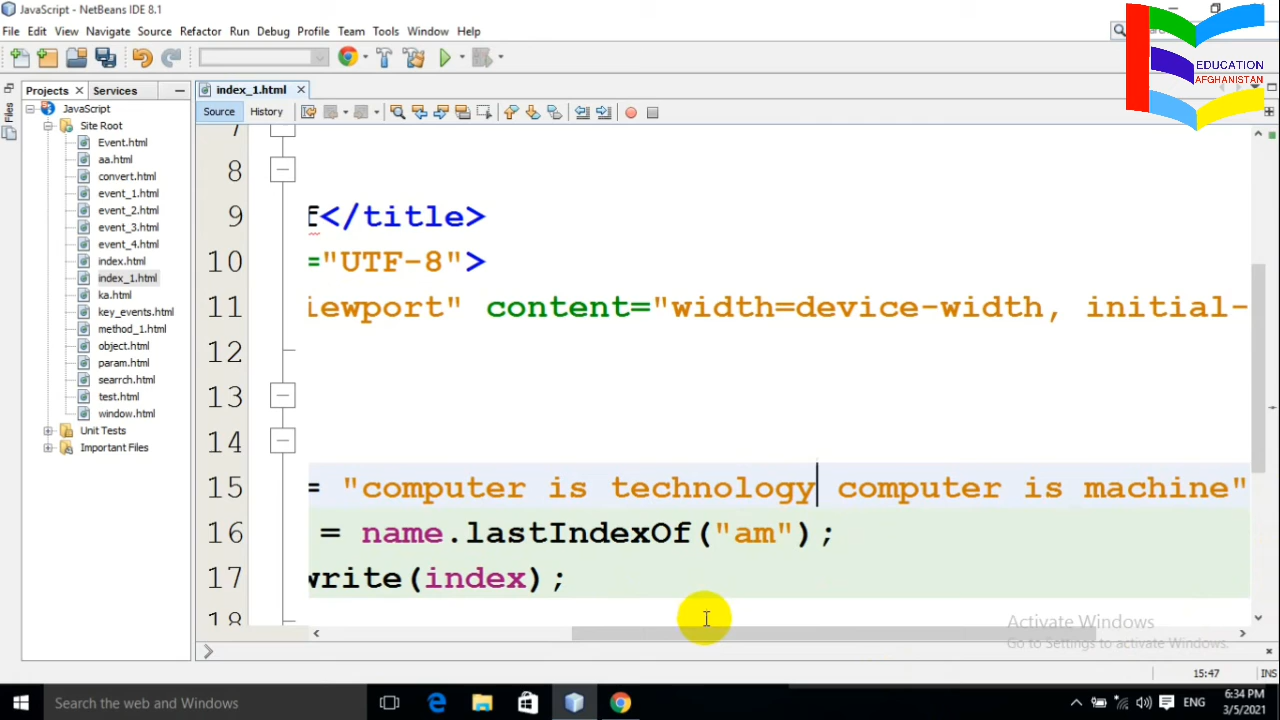 JavaScript - NetBeans IDE 8.1
File Edit View Navigate Source Refactor Run Debug Profile Team Tools Window Help
EDUCATION
AFGHANISTAN
Files
Projects
Services
index_1.html
JavaScript
Site Root
Event.html
aa.html
convert.html
event_1.html
event_2.html
event_3.html
event_4.html
index.html
index_1.html
ka.html
key_events.html
method_1.html
object.html
param.html
searrch.html
test.html
window.html
Unit Tests
Important Files
Source History
7
8
9 f</title>
10 ="UTF-8">
11 iewport" content="width=device-width, initial-
12
13
14
15 = "computer is technology computer is machine"
16 = name.lastIndexOf("am");
17 write(index);
18
Activate Windows
Go to Settings to activate Windows.
15:47 INS
Search the web and Windows
ENG
6:34 PM
3/5/2021